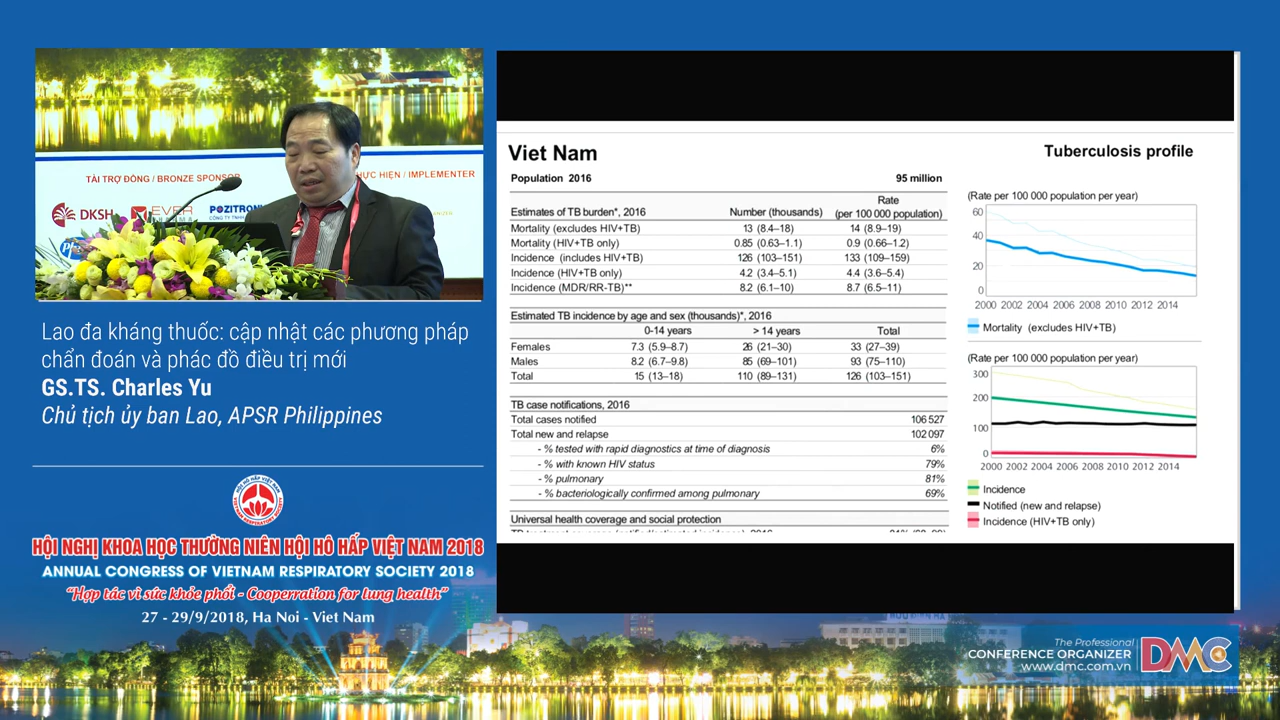 TÀI TRỢ ĐỒNG / BRONZE SPONSOR
HỰC HIỆN / IMPLEMENTER
DKSH
EVER
POZITRON
Lao đa kháng thuốc: cập nhật các phương pháp
chẩn đoán và phác đồ điều trị mới
GS.TS. Charles Yu
Chủ tịch ủy ban Lao, APSR Philippines
HỘI NGHỊ KHOA HỌC THƯỜNG NIÊN HỘI HÔ HẤP VIỆT NAM 2018
ANNUAL CONGRESS OF VIETNAM RESPIRATORY SOCIETY 2018
"Hợp tác vì sức khỏe phổi - Cooperration for lung health"
27 - 29/9/2018, Ha Noi - Viet Nam
Viet Nam
Tuberculosis profile
Population 2016 95 million
Estimates of TB burden*, 2016 Number (thousands) Rate (per 100 000 population)
Mortality (excludes HIV+TB) 13 (8.4–18) 14 (8.9–19)
Mortality (HIV+TB only) 0.85 (0.63–1.1) 0.9 (0.66–1.2)
Incidence (includes HIV+TB) 126 (103–151) 133 (109–159)
Incidence (HIV+TB only) 4.2 (3.4–5.1) 4.4 (3.6–5.4)
Incidence (MDR/RR-TB)** 8.2 (6.1–10) 8.7 (6.5–11)
Estimated TB incidence by age and sex (thousands)*, 2016
0-14 years > 14 years Total
Females 7.3 (5.9–8.7) 26 (21–30) 33 (27–39)
Males 8.2 (6.7–9.8) 85 (69–101) 93 (75–110)
Total 15 (13–18) 110 (89–131) 126 (103–151)
TB case notifications, 2016
Total cases notified 106 527
Total new and relapse 102 097
- % tested with rapid diagnostics at time of diagnosis 6%
- % with known HIV status 79%
- % pulmonary 81%
- % bacteriologically confirmed among pulmonary 69%
Universal health coverage and social protection
(Rate per 100 000 population per year)
60
40
20
0
2000 2002 2004 2006 2008 2010 2012 2014
Mortality (excludes HIV+TB)
(Rate per 100 000 population per year)
300
200
100
0
2000 2002 2004 2006 2008 2010 2012 2014
Incidence
Notified (new and relapse)
Incidence (HIV+TB only)
The Professional
CONFERENCE ORGANIZER
www.dmc.com.vn
DMC